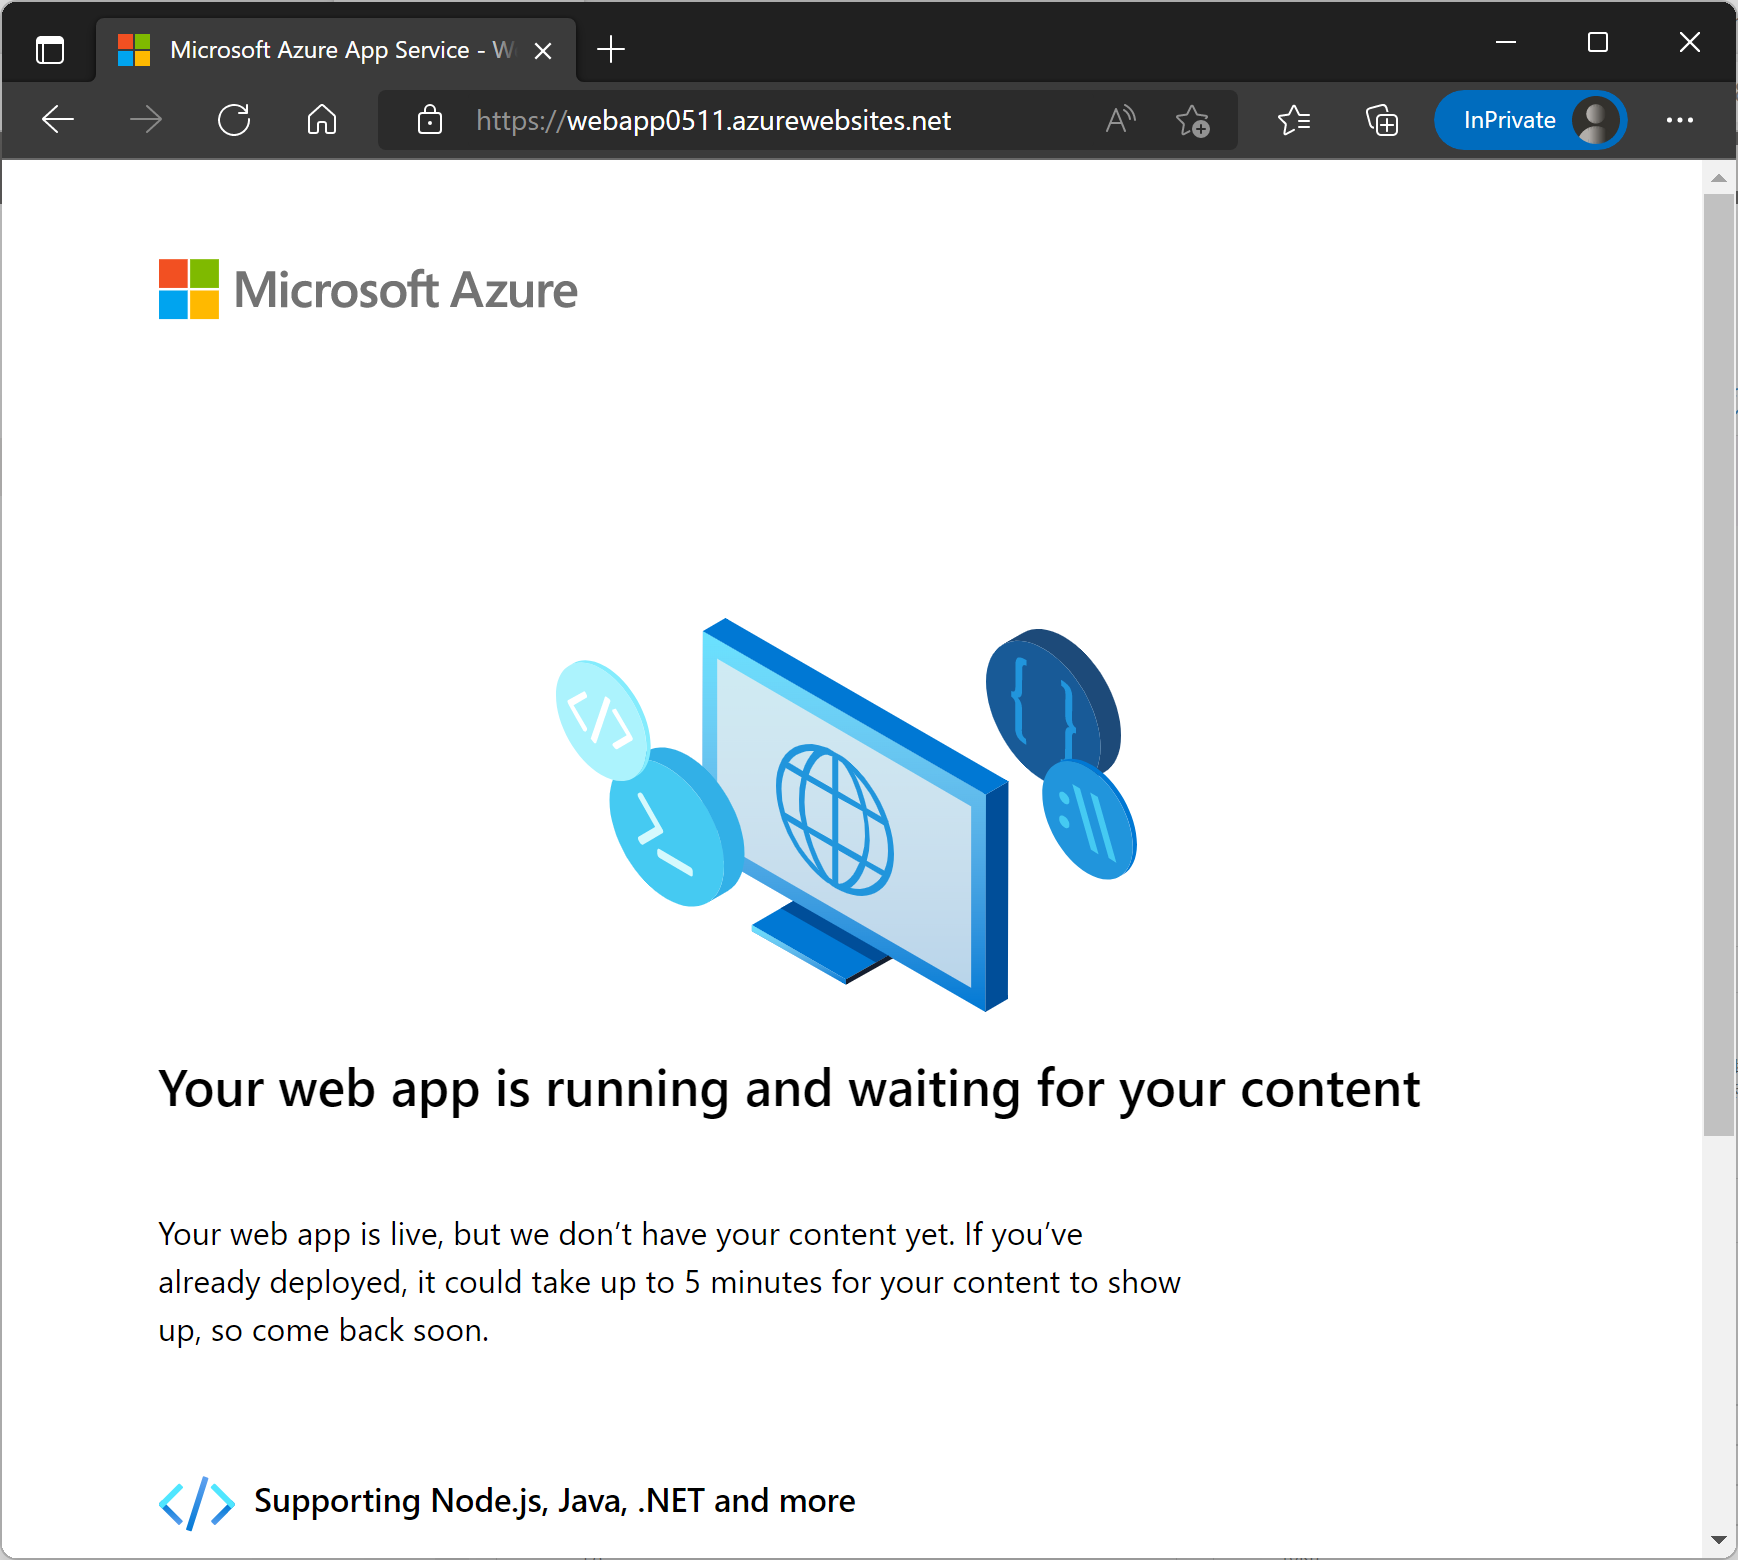 Microsoft Azure App Service - W
https://webapp0511.azurewebsites.net
InPrivate
Microsoft Azure
</>
>_
{ }
:\\
Your web app is running and waiting for your content
Your web app is live, but we don’t have your content yet. If you’ve
already deployed, it could take up to 5 minutes for your content to show
up, so come back soon.
</> Supporting Node.js, Java, .NET and more